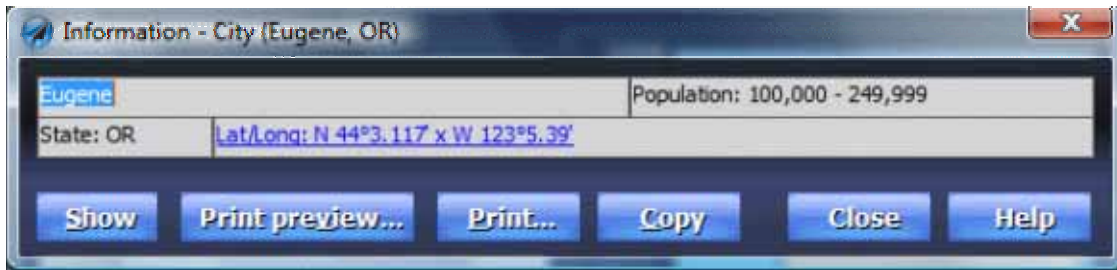 Information - City (Eugene, OR)
X
Eugene
Population: 100,000 - 249,999
State: OR
Lat/Long: N 44°3.117' x W 123°5.39'
Show
Print preview...
Print...
Copy
Close
Help